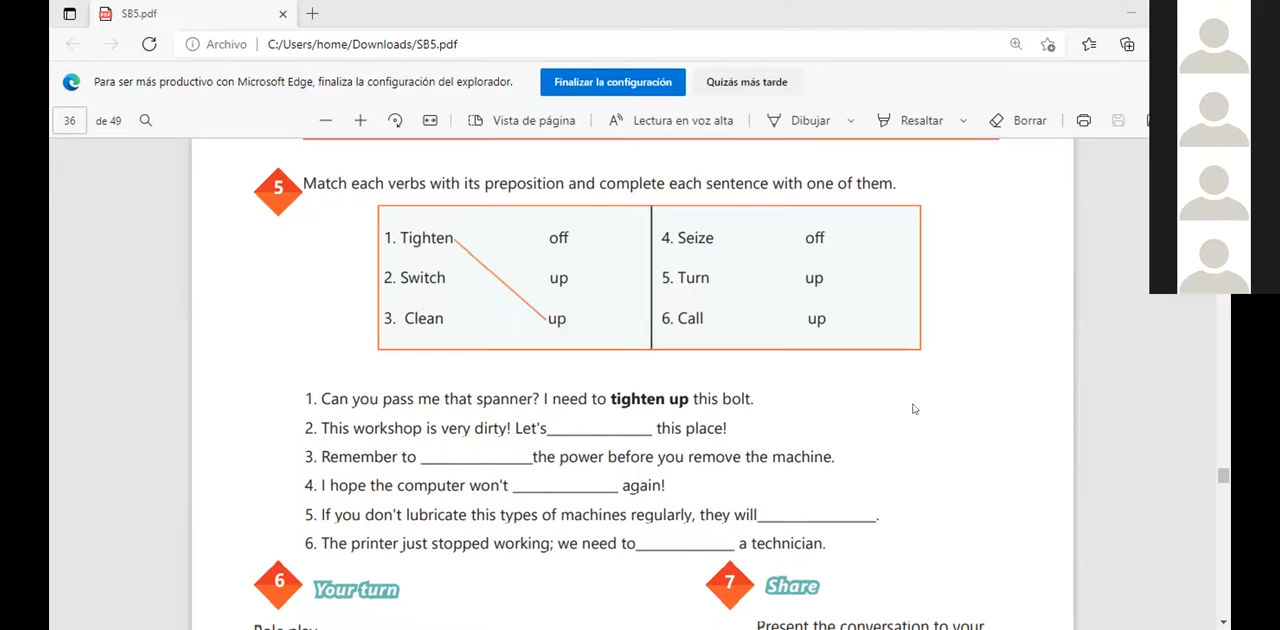 SB5.pdf
Archivo C:/Users/home/Downloads/SB5.pdf
Para ser más productivo con Microsoft Edge, finaliza la configuración del explorador. Finalizar la configuración Quizás más tarde
36 de 49 Vista de página Lectura en voz alta Dibujar Resaltar Borrar
5 Match each verbs with its preposition and complete each sentence with one of them.
1. Tighten off 4. Seize off
2. Switch up 5. Turn up
3. Clean up 6. Call up
1. Can you pass me that spanner? I need to tighten up this bolt.
2. This workshop is very dirty! Let's____________ this place!
3. Remember to ____________the power before you remove the machine.
4. I hope the computer won't ____________ again!
5. If you don't lubricate this types of machines regularly, they will____________.
6. The printer just stopped working; we need to____________ a technician.
6 Your turn 7 Share
Role play
Present the conversation to your